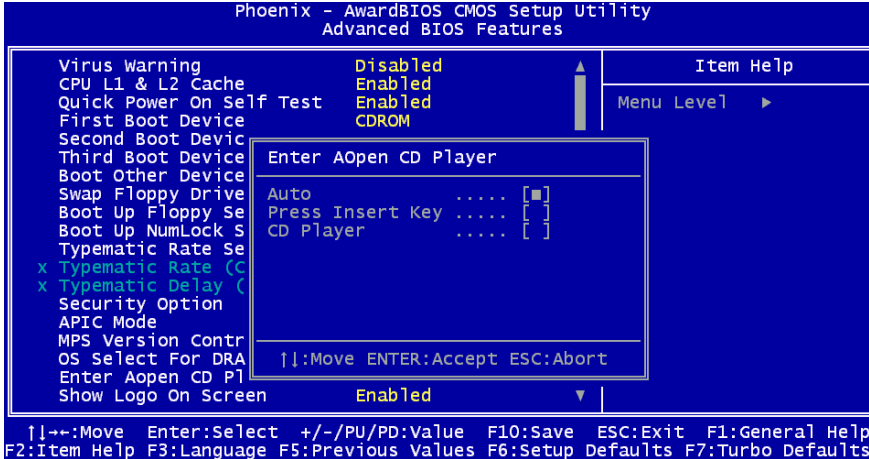 Phoenix - AwardBIOS CMOS Setup Utility
Advanced BIOS Features
Virus Warning Disabled ▲ Item Help
CPU L1 & L2 Cache Enabled
Quick Power On Self Test Enabled Menu Level ▶
First Boot Device CDROM
Second Boot Devic
Third Boot Device
Boot Other Device
Swap Floppy Drive
Boot Up Floppy Se
Boot Up NumLock S
Typematic Rate Se
x Typematic Rate (C
x Typematic Delay (
Security Option
APIC Mode
MPS Version Contr
OS Select For DRA
Enter Aopen CD Pl
Show Logo On Screen Enabled ▼
Enter AOpen CD Player
Auto ..... [■]
Press Insert Key ..... [ ]
CD Player ..... [ ]
↑↓:Move ENTER:Accept ESC:Abort
↑↓→←:Move Enter:Select +/-/PU/PD:Value F10:Save ESC:Exit F1:General Help
F2:Item Help F3:Language F5:Previous Values F6:Setup Defaults F7:Turbo Defaults